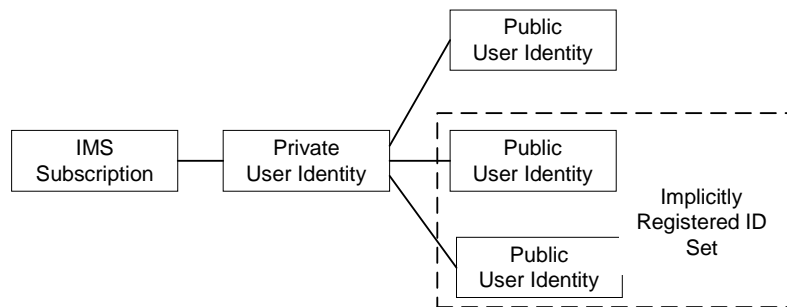 Public
User Identity
IMS
Subscription
Private
User Identity
Public
User Identity
Implicitly
Registered ID
Set
Public
User Identity